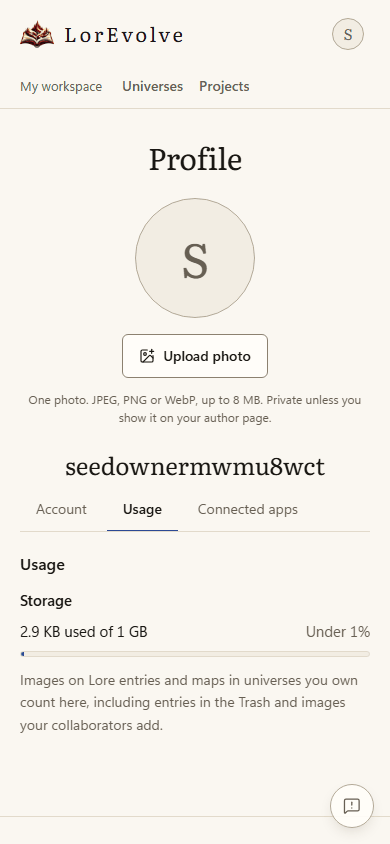 LorEvolve
S
My workspace Universes Projects
Profile
S
Upload photo
One photo. JPEG, PNG or WebP, up to 8 MB. Private unless you
show it on your author page.
seedownermwmu8wct
Account Usage Connected apps
Usage
Storage
2.9 KB used of 1 GB Under 1%
Images on Lore entries and maps in universes you own
count here, including entries in the Trash and images
your collaborators add.